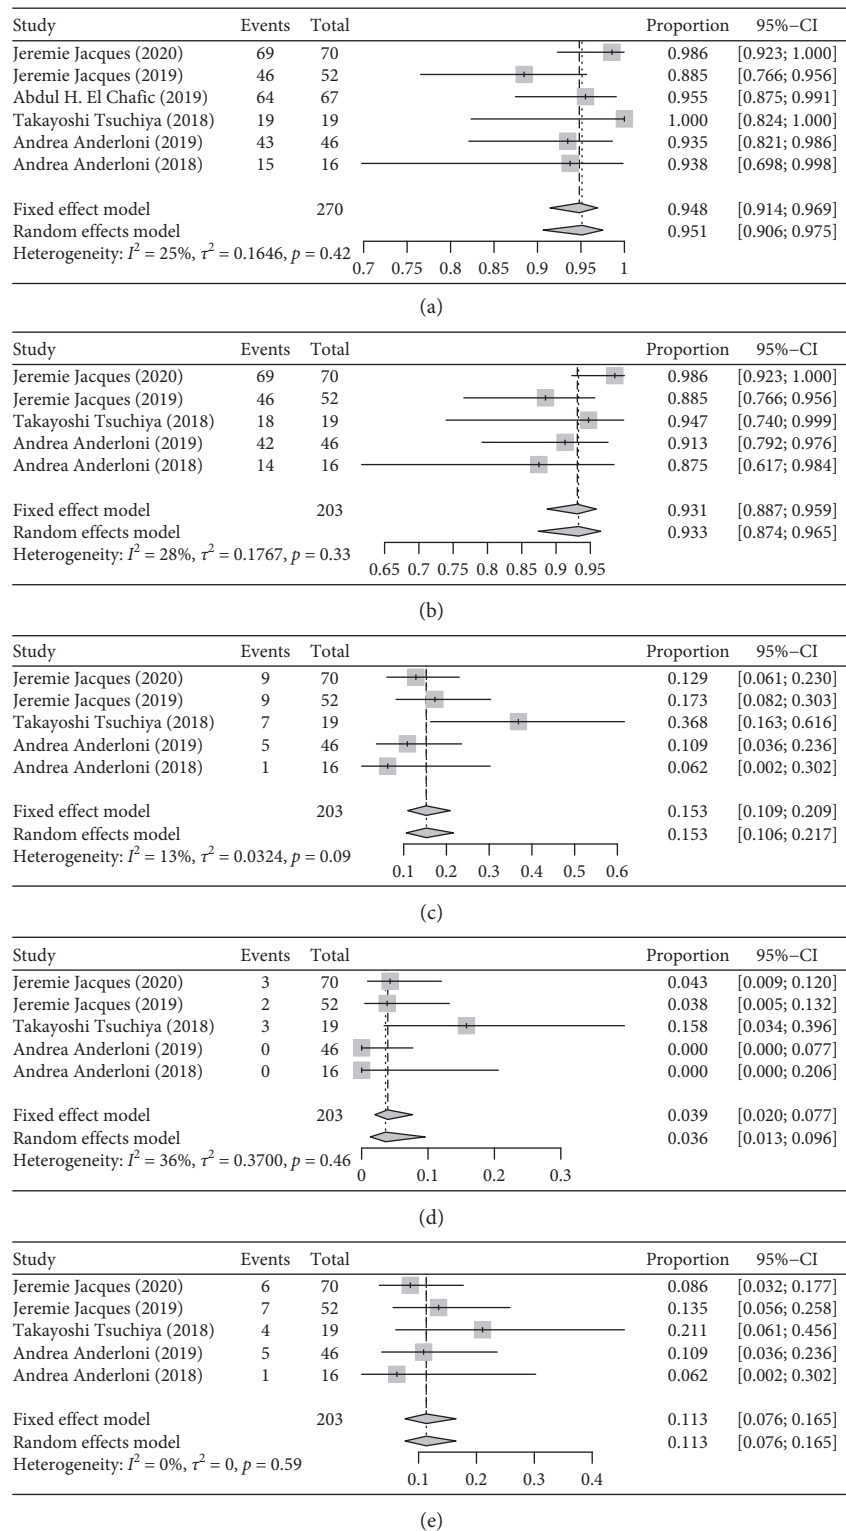 Study Events Total Proportion 95%−CI
Jeremie Jacques (2020) 69 70 0.986 [0.923; 1.000]
Jeremie Jacques (2019) 46 52 0.885 [0.766; 0.956]
Abdul H. El Chafic (2019) 64 67 0.955 [0.875; 0.991]
Takayoshi Tsuchiya (2018) 19 19 1.000 [0.824; 1.000]
Andrea Anderloni (2019) 43 46 0.935 [0.821; 0.986]
Andrea Anderloni (2018) 15 16 0.938 [0.698; 0.998]
Fixed effect model 270 0.948 [0.914; 0.969]
Random effects model 0.951 [0.906; 0.975]
Heterogeneity: I² = 25%, τ² = 0.1646, p = 0.42
0.7 0.75 0.8 0.85 0.9 0.95 1
(a)
Study Events Total Proportion 95%−CI
Jeremie Jacques (2020) 69 70 0.986 [0.923; 1.000]
Jeremie Jacques (2019) 46 52 0.885 [0.766; 0.956]
Takayoshi Tsuchiya (2018) 18 19 0.947 [0.740; 0.999]
Andrea Anderloni (2019) 42 46 0.913 [0.792; 0.976]
Andrea Anderloni (2018) 14 16 0.875 [0.617; 0.984]
Fixed effect model 203 0.931 [0.887; 0.959]
Random effects model 0.933 [0.874; 0.965]
Heterogeneity: I² = 28%, τ² = 0.1767, p = 0.33
0.65 0.7 0.75 0.8 0.85 0.9 0.95
(b)
Study Events Total Proportion 95%−CI
Jeremie Jacques (2020) 9 70 0.129 [0.061; 0.230]
Jeremie Jacques (2019) 9 52 0.173 [0.082; 0.303]
Takayoshi Tsuchiya (2018) 7 19 0.368 [0.163; 0.616]
Andrea Anderloni (2019) 5 46 0.109 [0.036; 0.236]
Andrea Anderloni (2018) 1 16 0.062 [0.002; 0.302]
Fixed effect model 203 0.153 [0.109; 0.209]
Random effects model 0.153 [0.106; 0.217]
Heterogeneity: I² = 13%, τ² = 0.0324, p = 0.09
0.1 0.2 0.3 0.4 0.5 0.6
(c)
Study Events Total Proportion 95%−CI
Jeremie Jacques (2020) 3 70 0.043 [0.009; 0.120]
Jeremie Jacques (2019) 2 52 0.038 [0.005; 0.132]
Takayoshi Tsuchiya (2018) 3 19 0.158 [0.034; 0.396]
Andrea Anderloni (2019) 0 46 0.000 [0.000; 0.077]
Andrea Anderloni (2018) 0 16 0.000 [0.000; 0.206]
Fixed effect model 203 0.039 [0.020; 0.077]
Random effects model 0.036 [0.013; 0.096]
Heterogeneity: I² = 36%, τ² = 0.3700, p = 0.46
0 0.1 0.2 0.3
(d)
Study Events Total Proportion 95%−CI
Jeremie Jacques (2020) 6 70 0.086 [0.032; 0.177]
Jeremie Jacques (2019) 7 52 0.135 [0.056; 0.258]
Takayoshi Tsuchiya (2018) 4 19 0.211 [0.061; 0.456]
Andrea Anderloni (2019) 5 46 0.109 [0.036; 0.236]
Andrea Anderloni (2018) 1 16 0.062 [0.002; 0.302]
Fixed effect model 203 0.113 [0.076; 0.165]
Random effects model 0.113 [0.076; 0.165]
Heterogeneity: I² = 0%, τ² = 0, p = 0.59
0.1 0.2 0.3 0.4
(e)